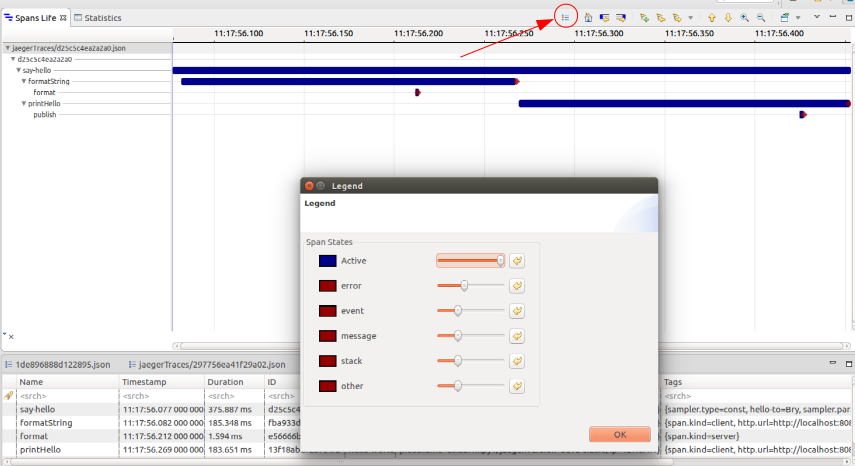 Spans Life Statistics
11:17:56.100 11:17:56.150 11:17:56.200 11:17:56.250 11:17:56.300 11:17:56.350 11:17:56.400
jaegerTraces/d25c5c4ea2a2a0.json
d25c5c4ea2a2a0
say-hello
formatString
format
printHello
publish
Legend
Legend
Span States
Active
error
event
message
stack
other
OK
1de896888d122895.json jaegerTraces/297756ea41f29a02.json
Name Timestamp Duration ID Tags
<srch> <srch> <srch> <srch> <srch>
say-hello 11:17:56.077 000 000 375.887 ms d25c5c4 {sampler.type=const, hello-to=Bry, sampler.par
formatString 11:17:56.082 000 000 185.348 ms fba933d {span.kind=client, http.url=http://localhost:808
format 11:17:56.212 000 000 1.594 ms e56666b {span.kind=server}
printHello 11:17:56.269 000 000 183.651 ms 13f18ab {span.kind=client, http.url=http://localhost:808